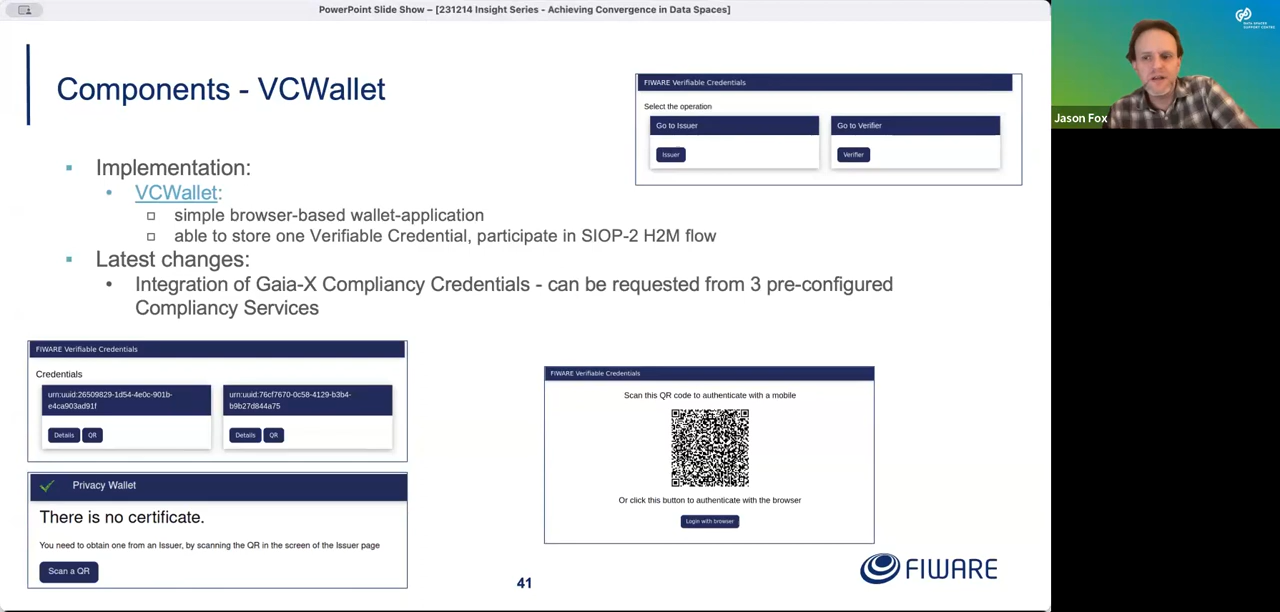 PowerPoint Slide Show – [231214 Insight Series - Achieving Convergence in Data Spaces]
DATA SPACES
SUPPORT CENTRE
Jason Fox
Components - VCWallet
FIWARE Verifiable Credentials
Select the operation
Go to Issuer
Go to Verifier
Issuer
Verifier
Implementation:
VCWallet:
simple browser-based wallet-application
able to store one Verifiable Credential, participate in SIOP-2 H2M flow
Latest changes:
Integration of Gaia-X Compliancy Credentials - can be requested from 3 pre-configured
Compliancy Services
FIWARE Verifiable Credentials
Credentials
urn:uuid:26509829-1d54-4e0c-901b-
e4ca903ad91f
Details
QR
urn:uuid:76cf7670-0c58-4129-b3b4-
b9b27d844a75
Details
QR
Privacy Wallet
There is no certificate.
You need to obtain one from an Issuer, by scanning the QR in the screen of the Issuer page
Scan a QR
FIWARE Verifiable Credentials
Scan this QR code to authenticate with a mobile
Or click this button to authenticate with the browser
Login with browser
41
FIWARE